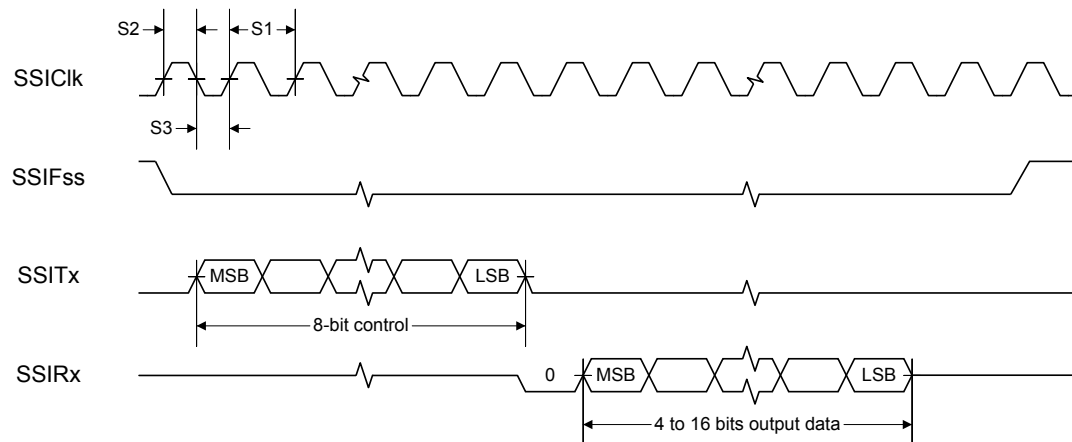 S2
S1
SSIClk
S3
SSIFss
SSITx
MSB
LSB
8-bit control
SSIRx
0
MSB
LSB
4 to 16 bits output data